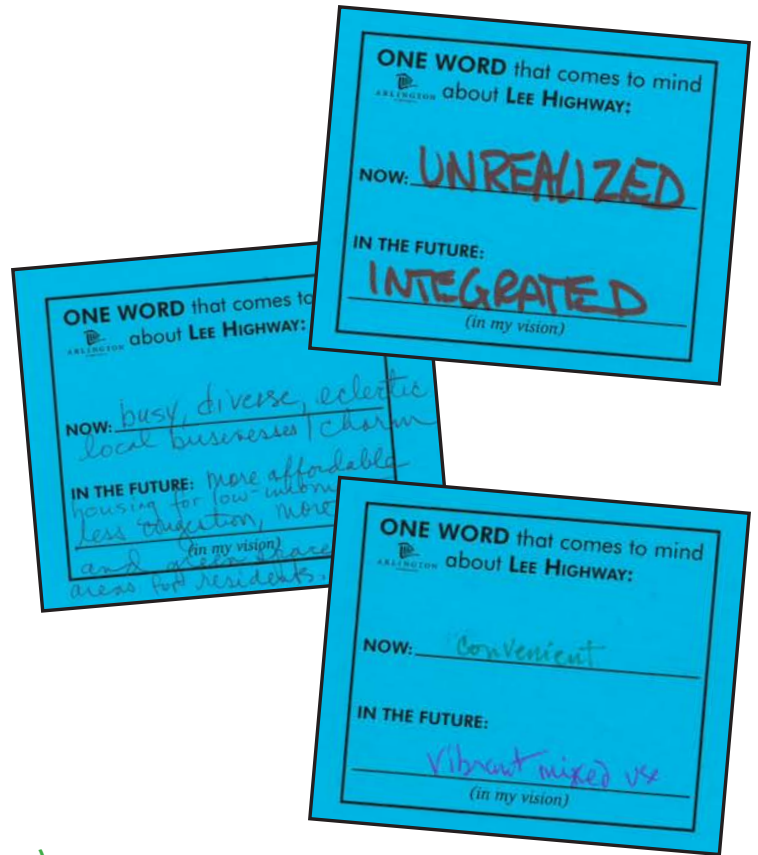 ONE WORD that comes to mind
ARLINGTON about LEE HIGHWAY:
NOW: UNREALIZED
IN THE FUTURE:
INTEGRATED
(in my vision)
ONE WORD that comes to
ARLINGTON about LEE HIGHWAY:
NOW: busy, diverse, eclectic
local businesses / charm
IN THE FUTURE: more affordable
housing for low-incom
less congestion, more
(in my vision)
and green space
areas for residents.
ONE WORD that comes to mind
ARLINGTON about LEE HIGHWAY:
NOW: Convenient
IN THE FUTURE:
Vibrant mixed use
(in my vision)